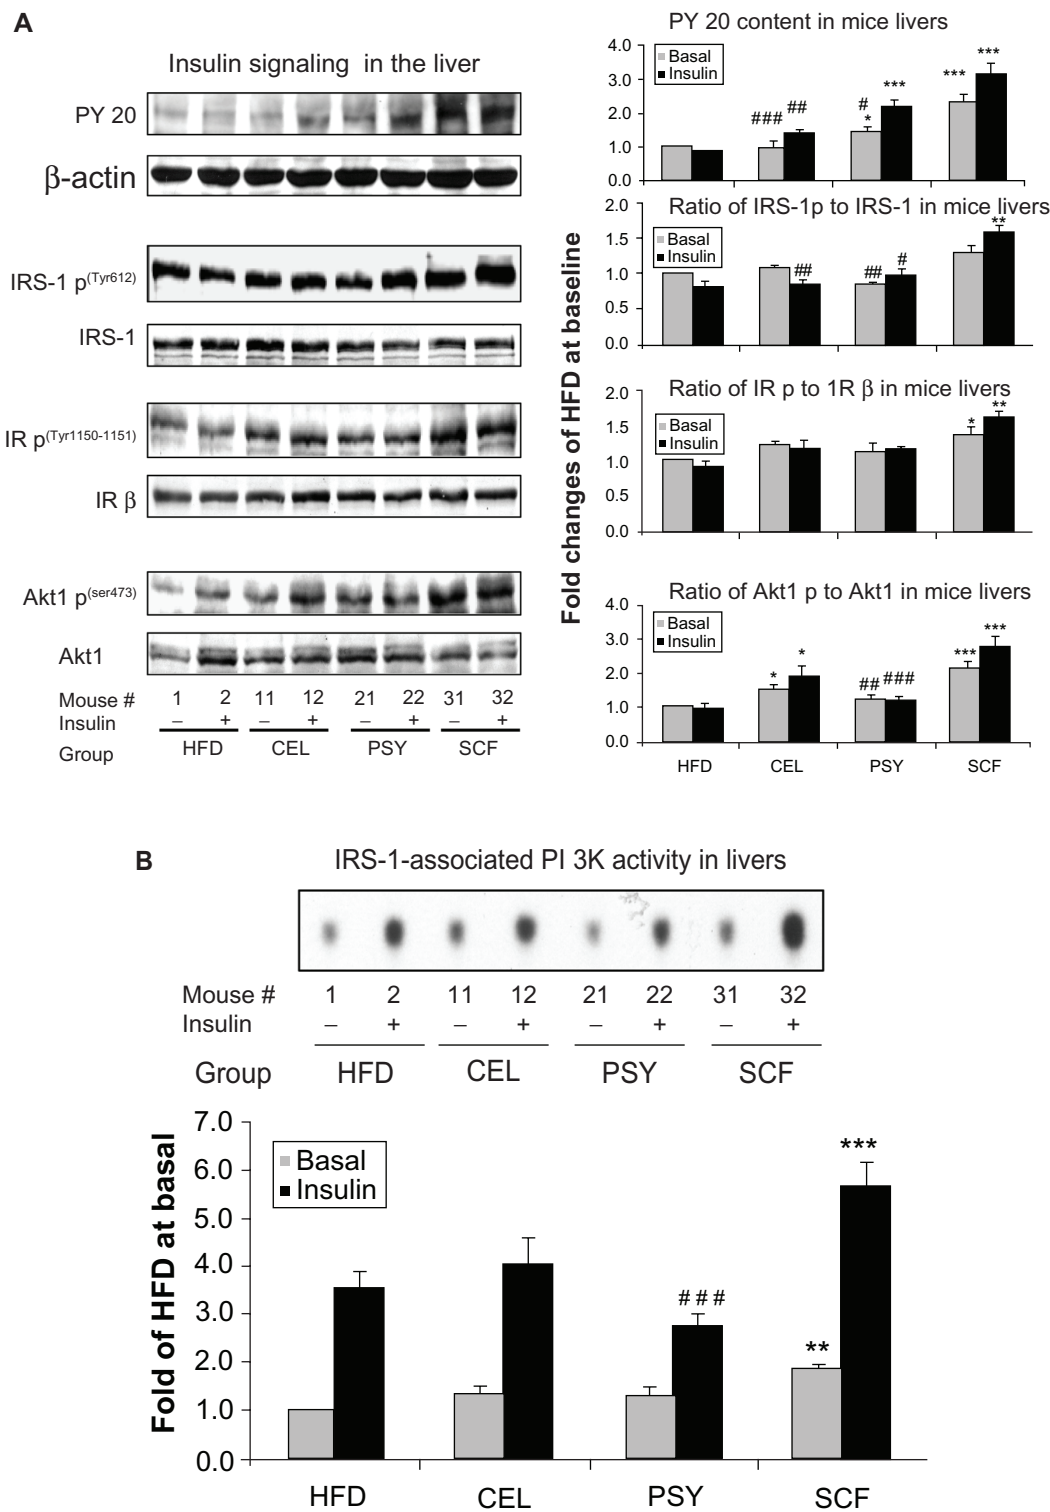 A
Insulin signaling in the liver
PY 20
β-actin
IRS-1 p(Tyr612)
IRS-1
IR p(Tyr1150-1151)
IR β
Akt1 p(ser473)
Akt1
Mouse # 1 2 11 12 21 22 31 32
Insulin – + – + – + – +
Group HFD CEL PSY SCF
Fold changes of HFD at baseline
PY 20 content in mice livers
4.0
3.0
2.0
1.0
0.0
Basal
Insulin
### ## # * *** *** ***
Ratio of IRS-1p to IRS-1 in mice livers
2.0
1.5
1.0
0.5
0.0
Basal
Insulin
## ## # **
Ratio of IR p to 1R β in mice livers
2.0
1.5
1.0
0.5
0.0
Basal
Insulin
* **
Ratio of Akt1 p to Akt1 in mice livers
4.0
3.0
2.0
1.0
0.0
Basal
Insulin
* * ## ### *** ***
HFD CEL PSY SCF
B
IRS-1-associated PI 3K activity in livers
Mouse # 1 2 11 12 21 22 31 32
Insulin – + – + – + – +
Group HFD CEL PSY SCF
Fold of HFD at basal
7.0
6.0
5.0
4.0
3.0
2.0
1.0
0.0
Basal
Insulin
### ** ***
HFD CEL PSY SCF